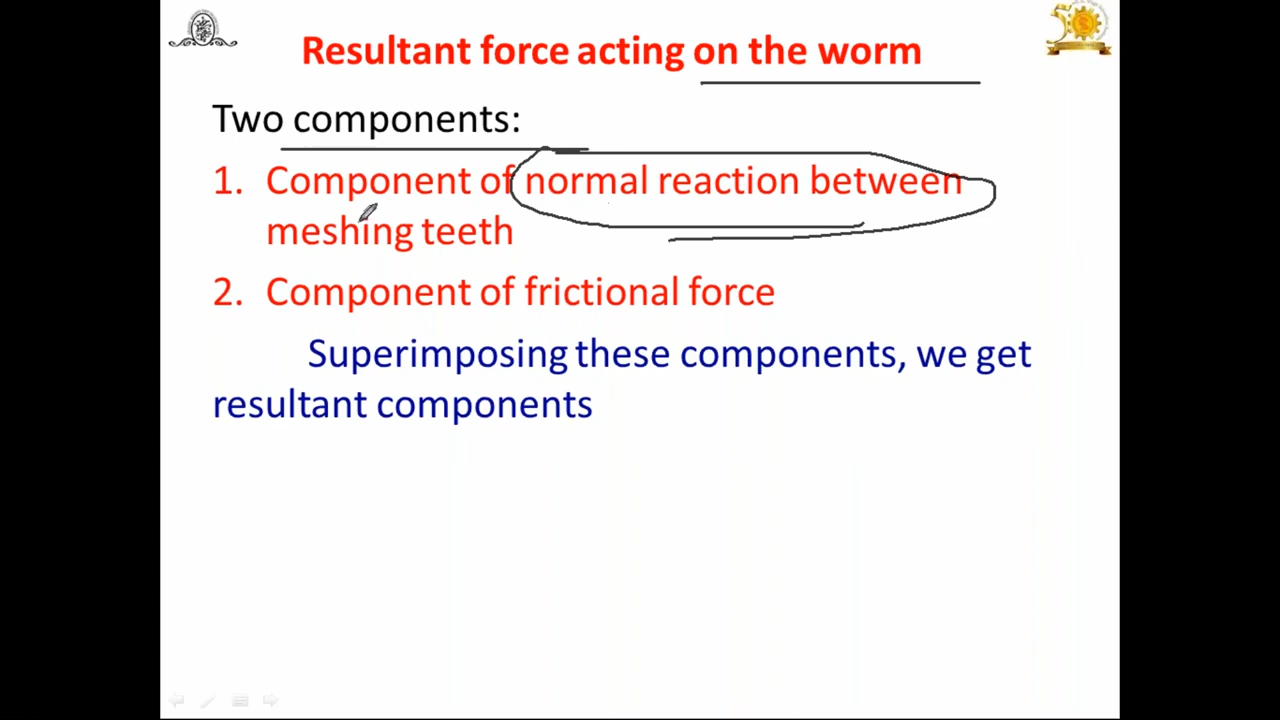 Resultant force acting on the worm
Two components:
1. Component of normal reaction between
meshing teeth
2. Component of frictional force
Superimposing these components, we get
resultant components